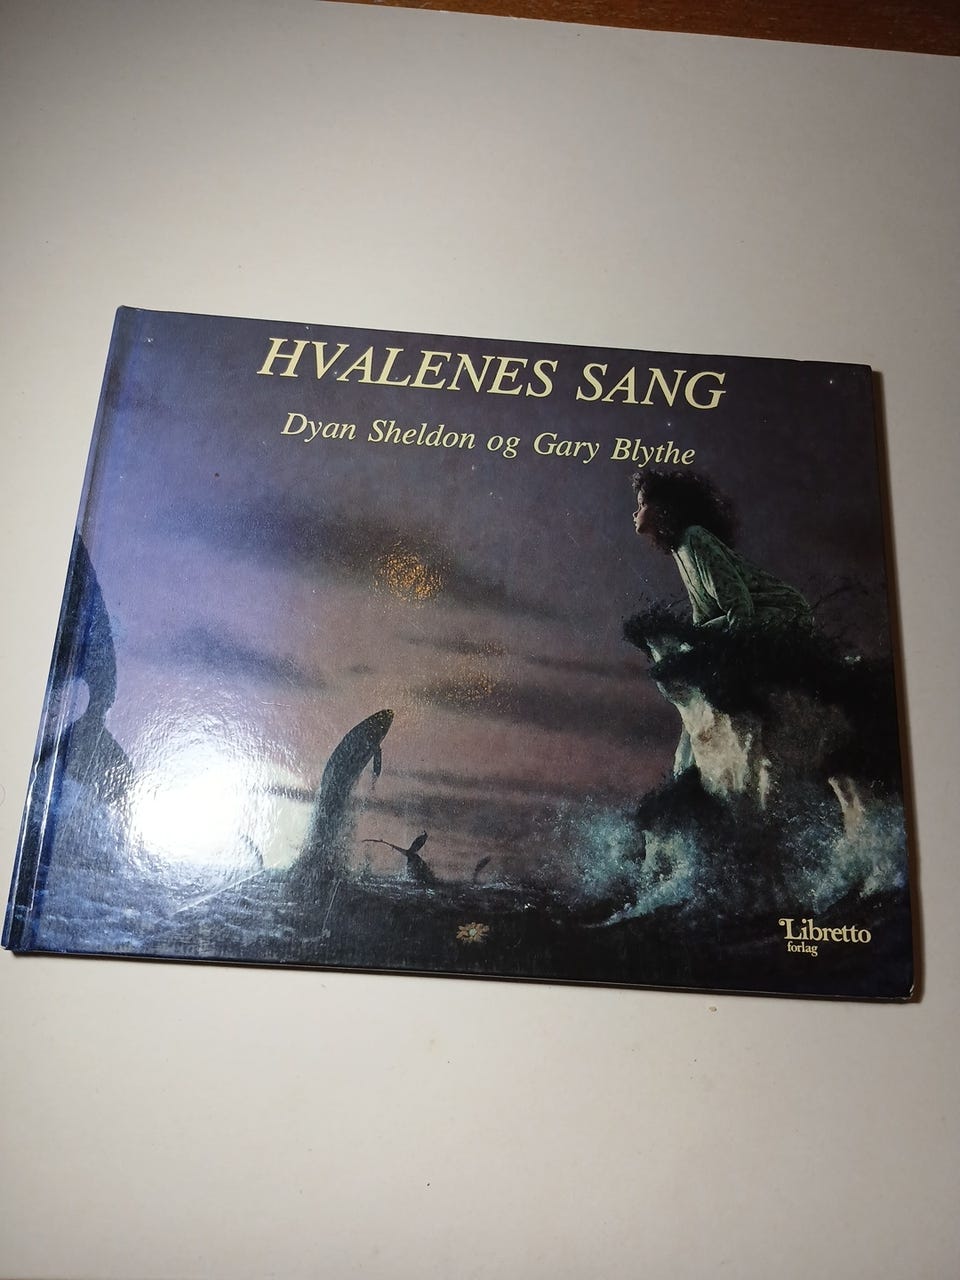 HVALENES SANG
Dyan Sheldon og Gary Blythe
Libretto
forlag